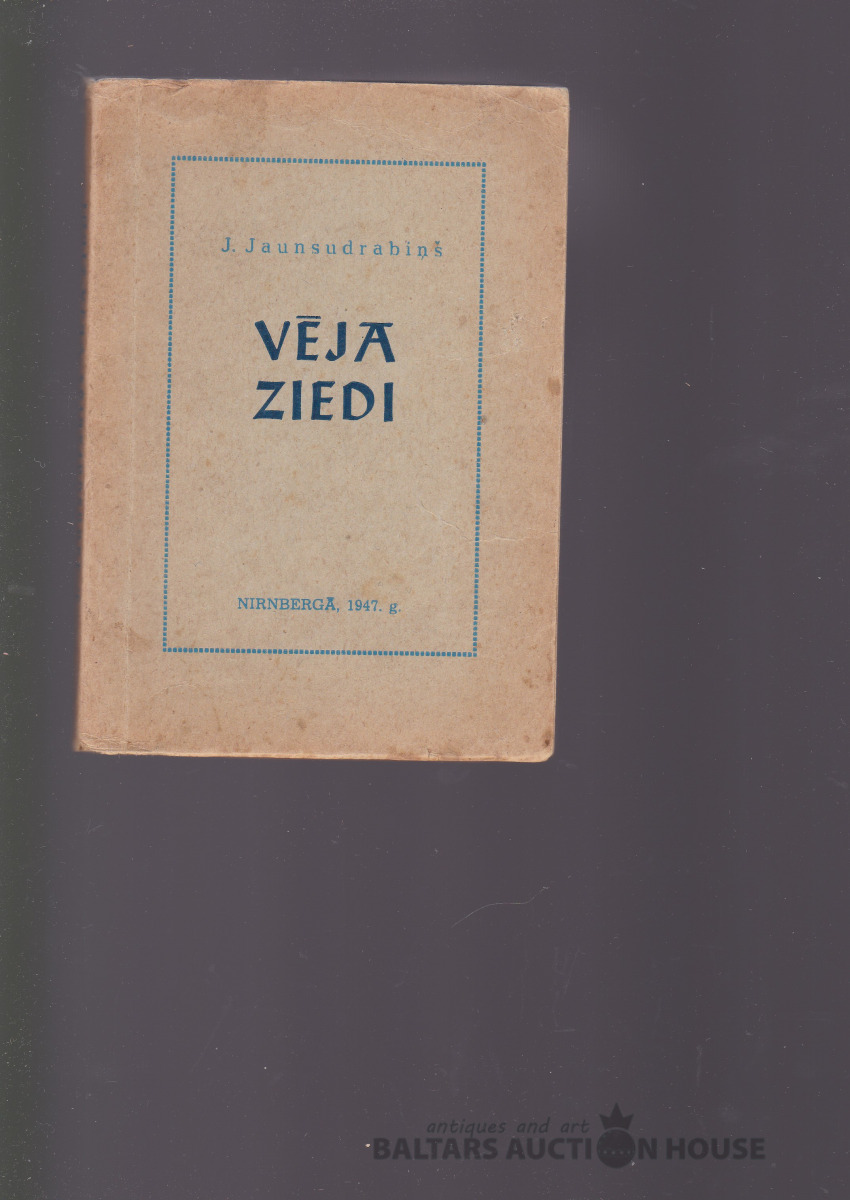 J. Jaunsudrabiņš
VĒJA
ZIEDI
NIRNBERGĀ, 1947. g.
antiques and art
BALTARS AUCTION HOUSE